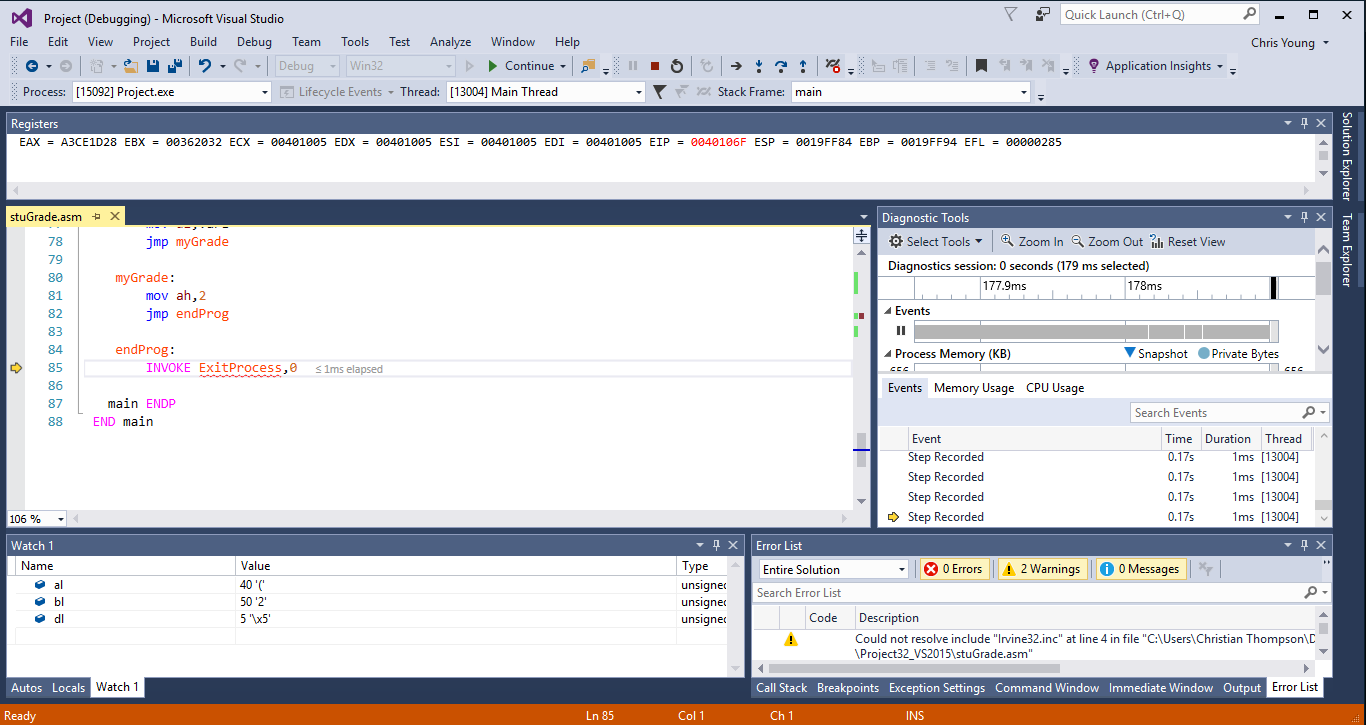 Project (Debugging) - Microsoft Visual Studio
Quick Launch (Ctrl+Q)
File Edit View Project Build Debug Team Tools Test Analyze Window Help
Chris Young
Debug Win32 Continue Application Insights
Process: [15092] Project.exe Lifecycle Events Thread: [13004] Main Thread Stack Frame: main
Registers
EAX = A3CE1D28 EBX = 00362032 ECX = 00401005 EDX = 00401005 ESI = 00401005 EDI = 00401005 EIP = 0040106F ESP = 0019FF84 EBP = 0019FF94 EFL = 00000285
Solution Explorer
Team Explorer
stuGrade.asm
78 jmp myGrade
79
80 myGrade:
81 mov ah,2
82 jmp endProg
83
84 endProg:
85 INVOKE ExitProcess,0 ≤ 1ms elapsed
86
87 main ENDP
88 END main
106 %
Diagnostic Tools
Select Tools Zoom In Zoom Out Reset View
Diagnostics session: 0 seconds (179 ms selected)
177.9ms 178ms
Events
Process Memory (KB) Snapshot Private Bytes
656 656
Events Memory Usage CPU Usage
Search Events
Event Time Duration Thread
Step Recorded 0.17s 1ms [13004]
Step Recorded 0.17s 1ms [13004]
Step Recorded 0.17s 1ms [13004]
Step Recorded 0.17s 1ms [13004]
Watch 1
Name Value Type
al 40 '(' unsigned
bl 50 '2' unsigned
dl 5 '\x5' unsigned
Autos Locals Watch 1
Error List
Entire Solution 0 Errors 2 Warnings 0 Messages
Search Error List
Code Description
Could not resolve include "Irvine32.inc" at line 4 in file "C:\Users\Christian Thompson\D
\Project32_VS2015\stuGrade.asm"
Call Stack Breakpoints Exception Settings Command Window Immediate Window Output Error List
Ready Ln 85 Col 1 Ch 1 INS